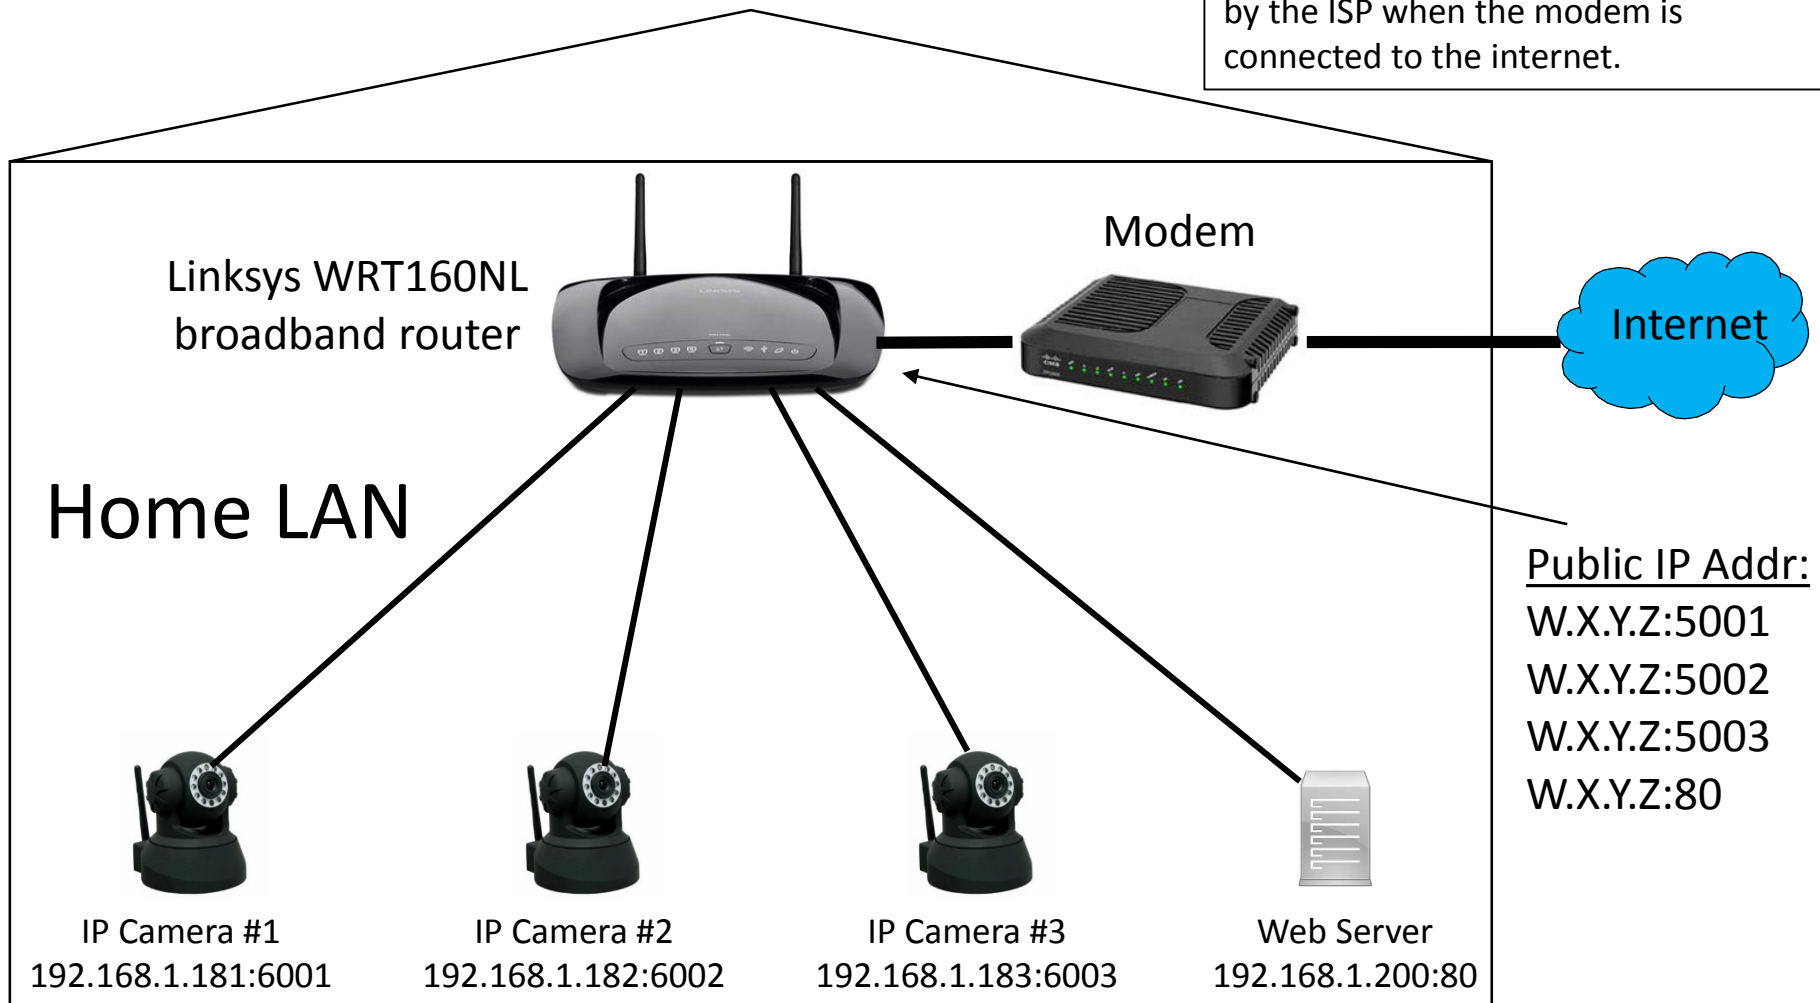 by the ISP when the modem is
connected to the internet.
Modem
Linksys WRT160NL
broadband router
Internet
LINKSYS
CISCO
Home LAN
Public IP Addr:
W.X.Y.Z:5001
W.X.Y.Z:5002
W.X.Y.Z:5003
W.X.Y.Z:80
IP Camera #1
192.168.1.181:6001
IP Camera #2
192.168.1.182:6002
IP Camera #3
192.168.1.183:6003
Web Server
192.168.1.200:80